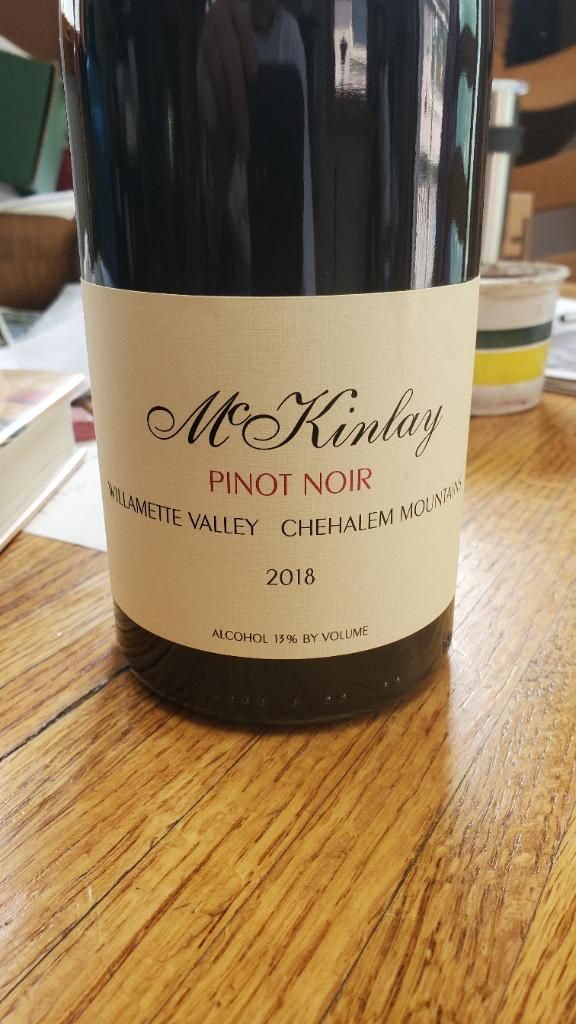 McKinlay
PINOT NOIR
WILLAMETTE VALLEY CHEHALEM MOUNTAINS
2018
ALCOHOL 13% BY VOLUME